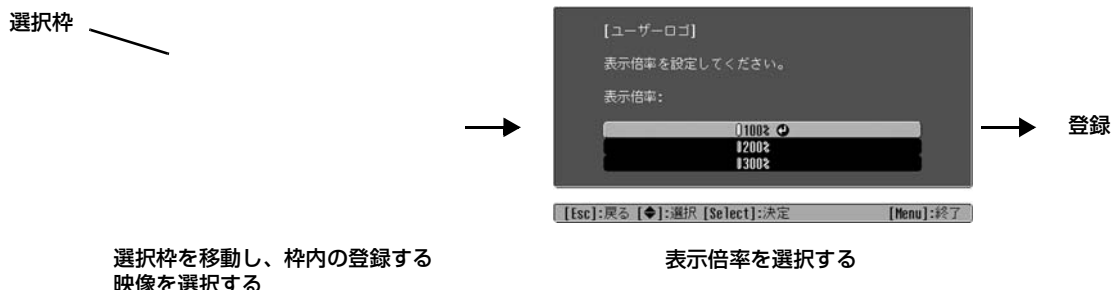 選択枠
[ユーザーロゴ]
表示倍率を設定してください。
表示倍率:
100%
200%
300%
登録
[Esc]:戻る [◆]:選択 [Select]:決定 [Menu]:終了
選択枠を移動し、枠内の登録する
映像を選択する
表示倍率を選択する